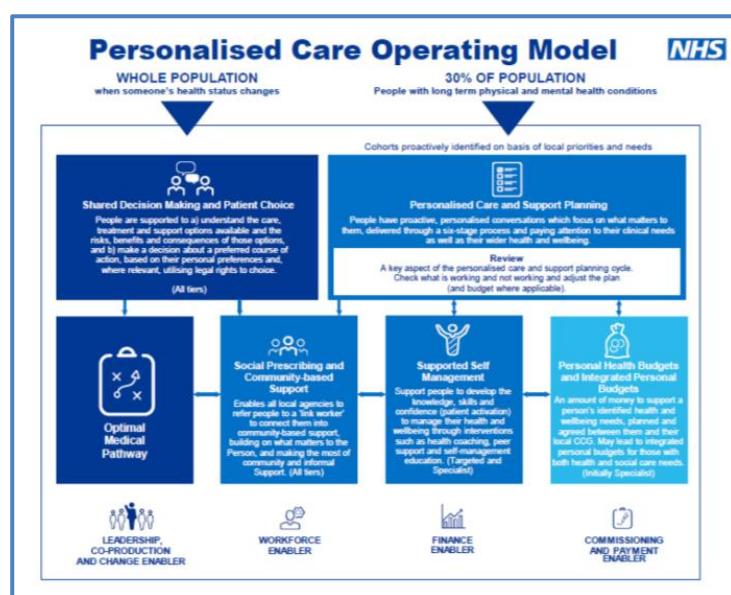 Personalised Care Operating Model
NHS
WHOLE POPULATION
when someone's health status changes
30% OF POPULATION
People with long term physical and mental health conditions
Cohorts proactively identified on basis of local priorities and needs
Shared Decision Making and Patient Choice
People are supported to a) understand the care,
treatment and support options available and the
risks, benefits and consequences of those options,
and b) make a decision about a preferred course of
action, based on their personal preferences and,
where relevant, utilising legal rights to choice.
(All tiers)
Personalised Care and Support Planning
People have proactive, personalised conversations which focus on what matters to
them, delivered through a six-stage process and paying attention to their clinical needs
as well as their wider health and wellbeing.
Review
A key aspect of the personalised care and support planning cycle.
Check what is working and not working and adjust the plan
(and budget where applicable).
Optimal
Medical
Pathway
Social Prescribing and
Community-based
Support
Enables all local agencies to
refer people to a 'link worker'
to connect them into
community-based support,
building on what matters to the
Person, and making the most of
community and informal
Support. (All tiers)
Supported Self
Management
Support people to develop the
knowledge, skills and
confidence (patient activation)
to manage their health and
wellbeing through interventions
such as health coaching, peer
support and self-management
education. (Targeted and
Specialist)
Personal Health Budgets
and Integrated Personal
Budgets
An amount of money to support a
person's identified health and
wellbeing needs, planned and
agreed between them and their
local CCG. May lead to integrated
personal budgets for those with
both health and social care needs.
(Initially Specialist)
LEADERSHIP,
CO-PRODUCTION
AND CHANGE ENABLER
WORKFORCE
ENABLER
FINANCE
ENABLER
COMMISSIONING
AND PAYMENT
ENABLER